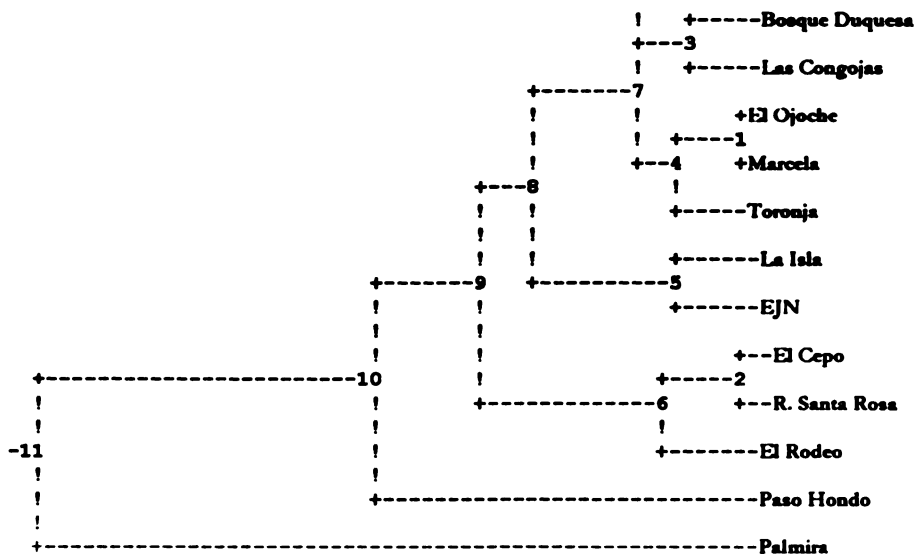 Bosque Duquesa
3
Las Congojas
7
El Ojoche
1
4
Marcela
8
Toronja
La Isla
9
5
EJN
El Cepo
10
2
6
R. Santa Rosa
-11
El Rodeo
Paso Hondo
Palmira